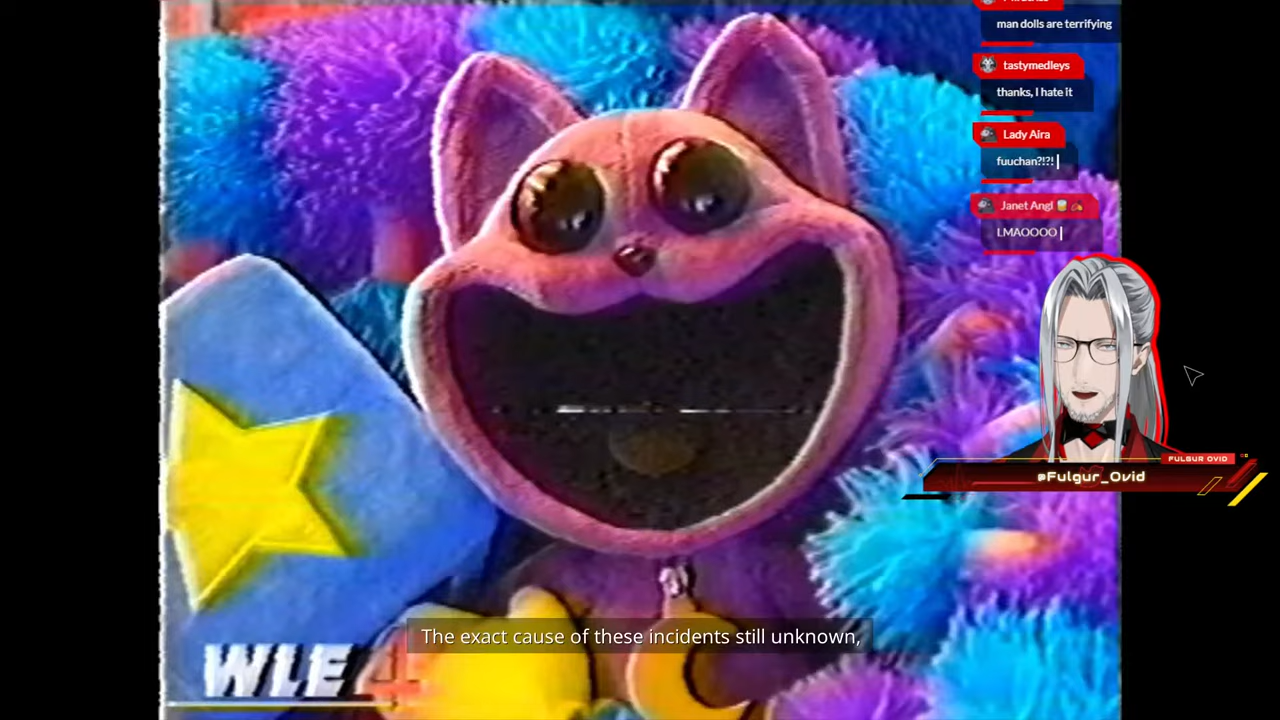 man dolls are terrifying
tastymedleys
thanks, I hate it
Lady Aira
fuuchan?!?!
Janet Angl
LMAOOOO
FULGUR OVID
@Fulgur_Ovid
The exact cause of these incidents still unknown,
WLE